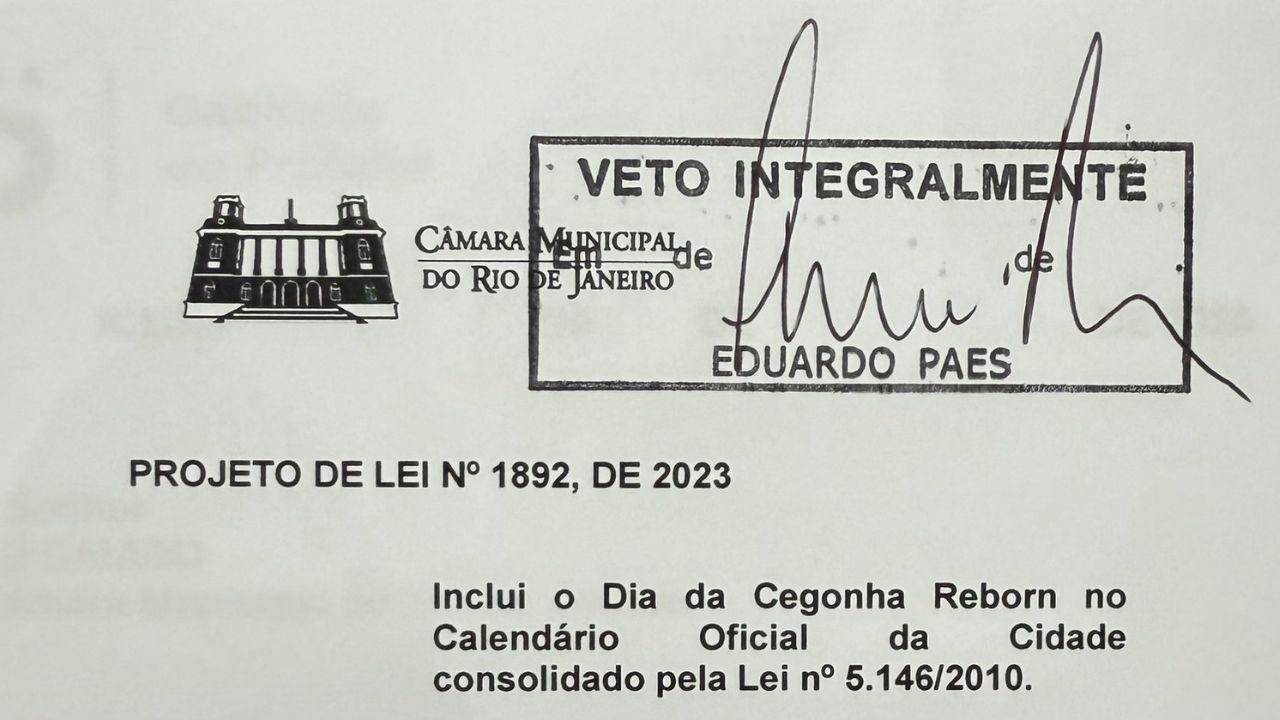 VETO INTEGRALMENTE
CÂMARA MUNICIPAL
DO RIO DE JANEIRO
Em de , de
EDUARDO PAES
PROJETO DE LEI Nº 1892, DE 2023
Inclui o Dia da Cegonha Reborn no
Calendário Oficial da Cidade
consolidado pela Lei nº 5.146/2010.